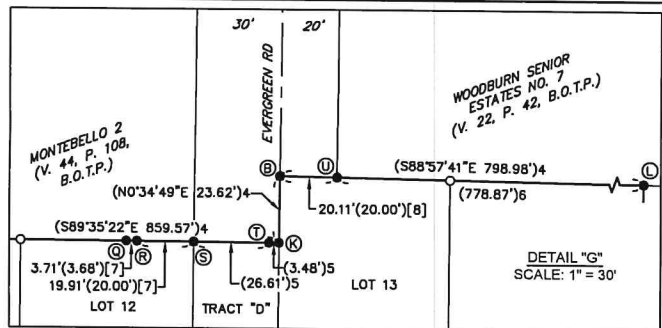 30'
20'
EVERGREEN RD
WOODBURN SENIOR
ESTATES NO. 7
(V. 22, P. 42, B.O.T.P.)
MONTEBELLO 2
(V. 44, P. 108,
B.O.T.P.)
B
U
(S88°57'41"E 798.98')4
L
(N0°34'49"E 23.62')4
20.11'(20.00')[8]
(778.87')6
(S89°35'22"E 859.57')4
T
K
Q
R
S
3.71'(3.68')[7]
(3.48')5
19.91'(20.00')[7]
(26.61')5
LOT 13
LOT 12
TRACT "D"
DETAIL "G"
SCALE: 1" = 30'